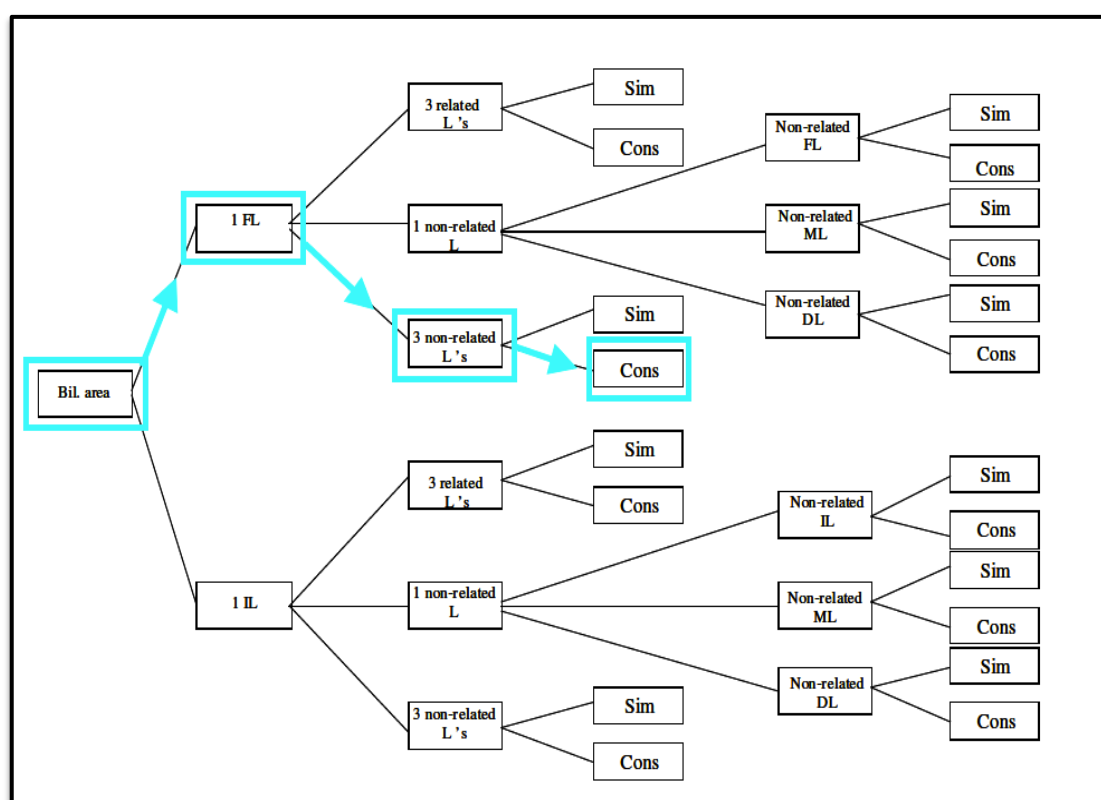 Bil. area
1 FL
3 related
L 's
Sim
Cons
1 non-related
L
Non-related
FL
Sim
Cons
Non-related
ML
Sim
Cons
Non-related
DL
Sim
Cons
3 non-related
L 's
Sim
Cons
1 IL
3 related
L 's
Sim
Cons
1 non-related
L
Non-related
IL
Sim
Cons
Non-related
ML
Sim
Cons
Non-related
DL
Sim
Cons
3 non-related
L 's
Sim
Cons